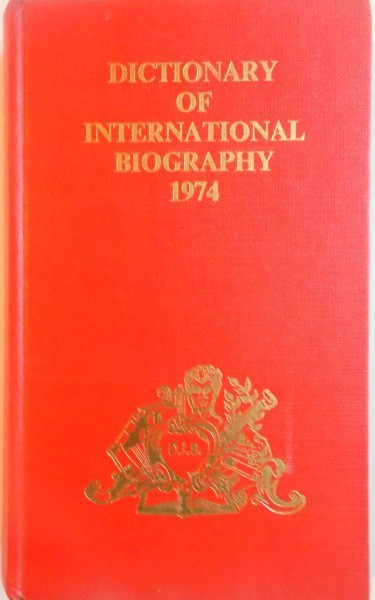 DICTIONARY
OF
INTERNATIONAL
BIOGRAPHY
1974
D.I.B.